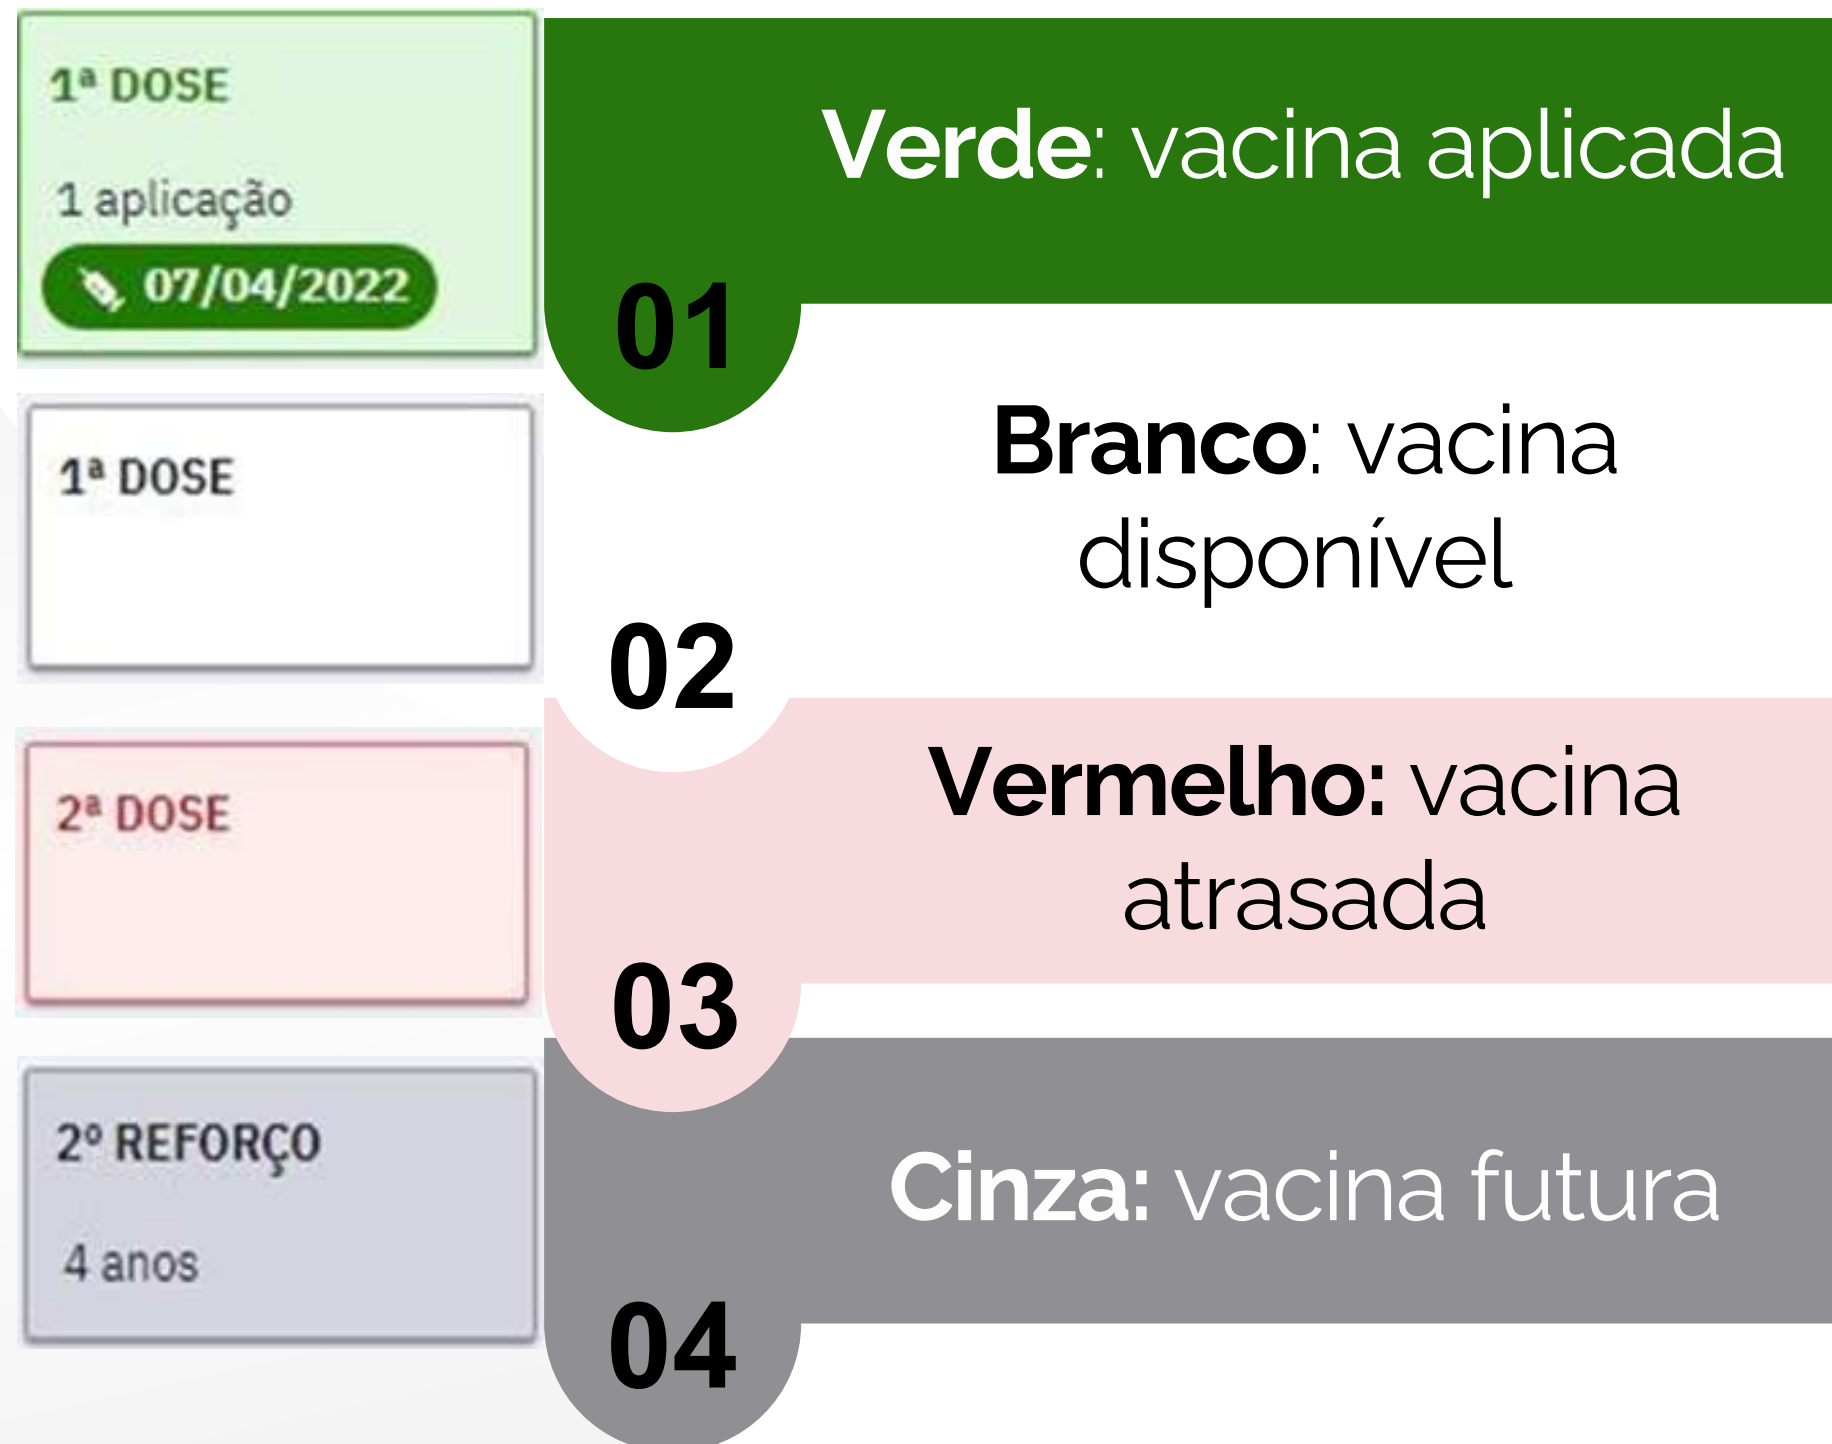 1ª DOSE
1 aplicação
07/04/2022
Verde: vacina aplicada
01
1ª DOSE
Branco: vacina
disponível
02
2ª DOSE
Vermelho: vacina
atrasada
03
2º REFORÇO
4 anos
Cinza: vacina futura
04